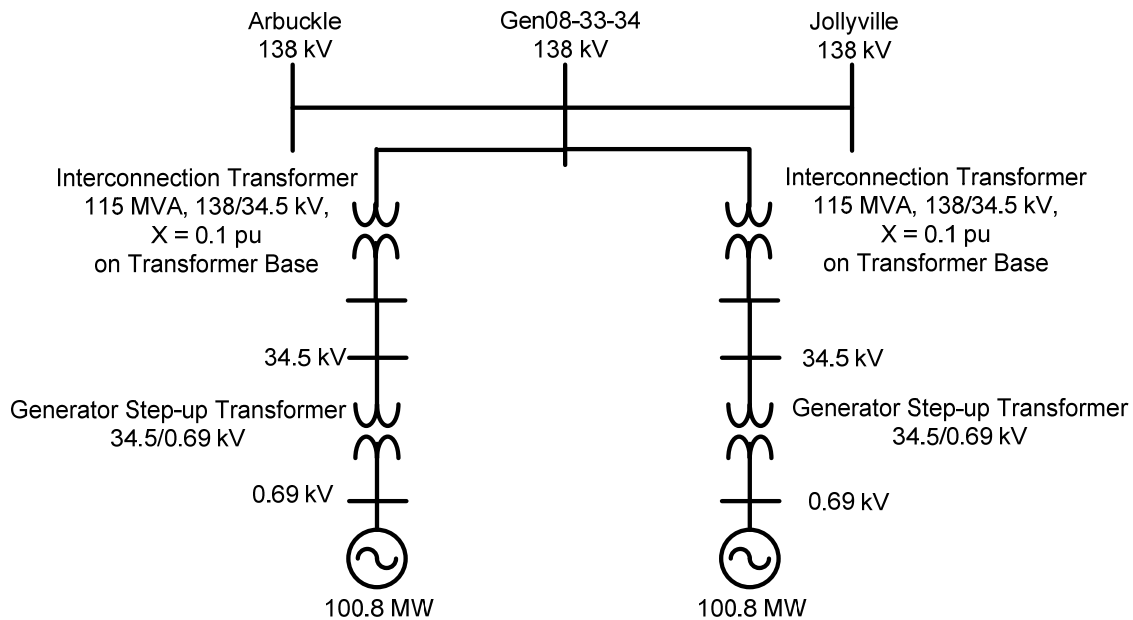 Arbuckle
138 kV
Gen08-33-34
138 kV
Jollyville
138 kV
Interconnection Transformer
115 MVA, 138/34.5 kV,
X = 0.1 pu
on Transformer Base
Interconnection Transformer
115 MVA, 138/34.5 kV,
X = 0.1 pu
on Transformer Base
34.5 kV
34.5 kV
Generator Step-up Transformer
34.5/0.69 kV
Generator Step-up Transformer
34.5/0.69 kV
0.69 kV
0.69 kV
100.8 MW
100.8 MW